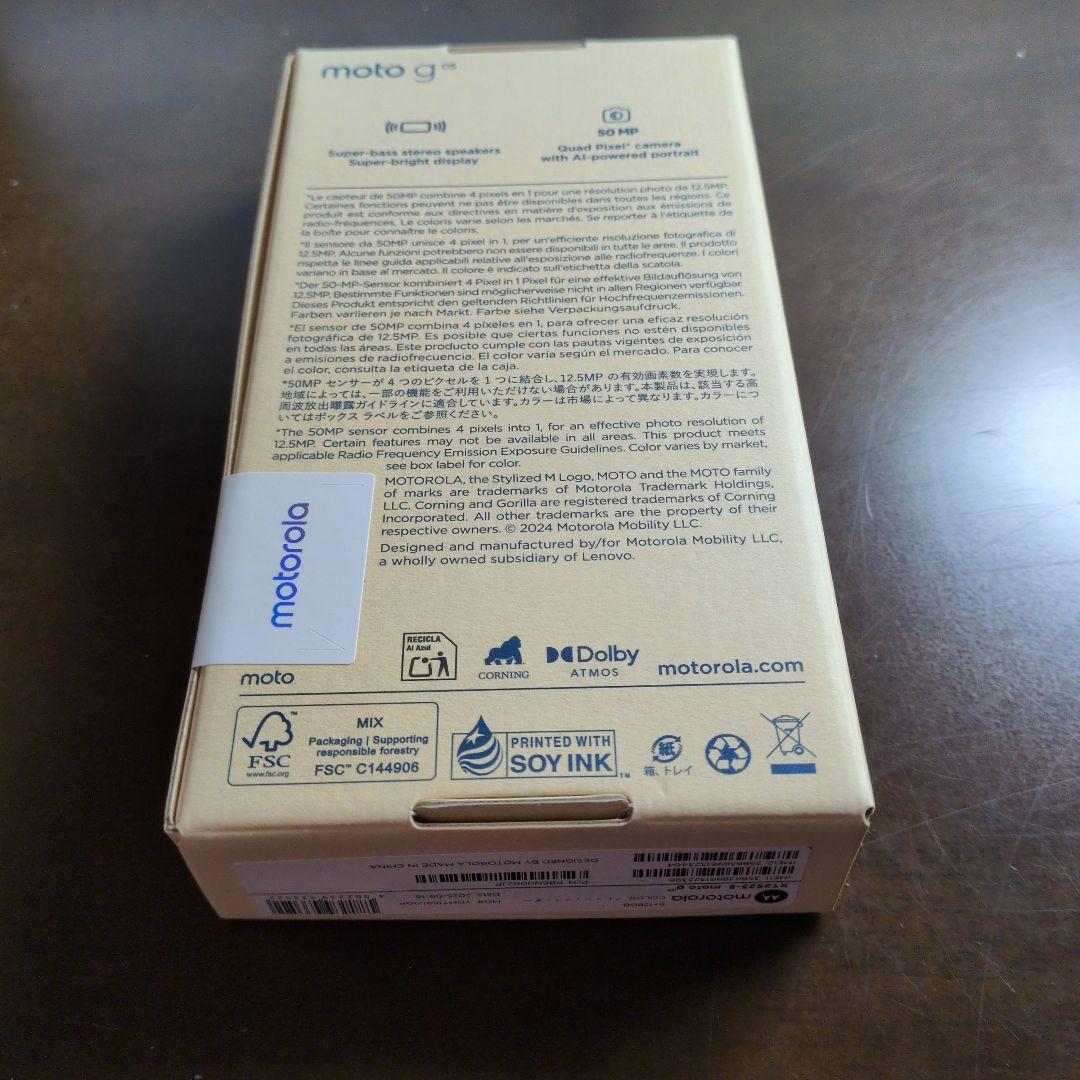 moto g 05
Super-bass stereo speakers
Super-bright display
50 MP
Quad Pixel* camera
with AI-powered portrait
*Le capteur de 50MP combine 4 pixels en 1 pour une résolution photo de 12.5MP.
Certaines fonctions peuvent ne pas être disponibles dans toutes les régions. Ce
produit est conforme aux directives en matière d'exposition aux émissions de
radio-fréquences. Le coloris varie selon les marchés. Se reporter à l'étiquette de
la boîte pour connaître le coloris.
*Il sensore da 50MP unisce 4 pixel in 1, per un'efficiente risoluzione fotografica di
12.5MP. Alcune funzioni potrebbero non essere disponibili in tutte le aree. Il prodotto
rispetta le linee guida applicabili relative all'esposizione alle radiofrequenze. I colori
variano in base al mercato. Il colore è indicato sull'etichetta della scatola.
*Der 50-MP-Sensor kombiniert 4 Pixel in 1 Pixel für eine effektive Bildauflösung von
12.5MP. Bestimmte Funktionen sind möglicherweise nicht in allen Regionen verfügbar.
Dieses Produkt entspricht den geltenden Richtlinien für Hochfrequenzemissionen.
Farben variieren je nach Markt. Farbe siehe Verpackungsaufdruck.
*El sensor de 50MP combina 4 píxeles en 1, para ofrecer una eficaz resolución
fotográfica de 12.5MP. Es posible que ciertas funciones no estén disponibles
en todas las áreas. Este producto cumple con las pautas vigentes de exposición
a emisiones de radiofrecuencia. El color varía según el mercado. Para conocer
el color, consulta la etiqueta de la caja.
*50MP センサーが 4 つのピクセルを 1 つに結合し、12.5MP の有効画素数を実現します。
地域によっては、一部の機能をご利用いただけない場合があります。本製品は、該当する高
周波放出曝露ガイドラインに適合しています。カラーは市場によって異なります。カラーにつ
いてはボックス ラベルをご参照ください。
*The 50MP sensor combines 4 pixels into 1, for an effective photo resolution of
12.5MP. Certain features may not be available in all areas. This product meets
applicable Radio Frequency Emission Exposure Guidelines. Color varies by market,
see box label for color.
MOTOROLA, the Stylized M Logo, MOTO and the MOTO family
of marks are trademarks of Motorola Trademark Holdings,
LLC. Corning and Gorilla are registered trademarks of Corning
Incorporated. All other trademarks are the property of their
respective owners. © 2024 Motorola Mobility LLC.
Designed and manufactured by/for Motorola Mobility LLC,
a wholly owned subsidiary of Lenovo.
motorola
moto
RECICLA
Al Azul
CORNING
Dolby
ATMOS
motorola.com
FSC™
www.fsc.org
MIX
Packaging | Supporting
responsible forestry
FSC™ C144906
PRINTED WITH
SOY INK™
紙
箱、トレイ
motorola
XT2523-5 moto g05
DESIGNED BY MOTOROLA MADE IN CHINA
8+128GB
COLOR